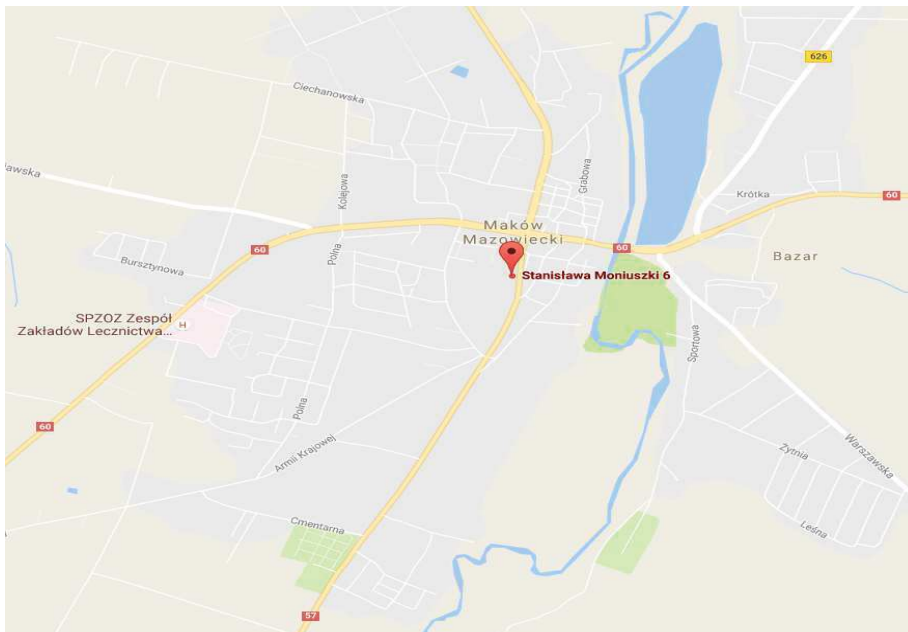 626
Ciechanowska
ławska
Kolejowa
Grabowa
Krótka
60
Maków
Mazowiecki
60
60
Polna
Bazar
Bursztynowa
Stanisława Moniuszki 6
SPZOZ Zespół
Zakładów Lecznictwa...
H
Sportowa
Polna
60
Armii Krajowej
Żytnia
Warszawska
Cmentarna
Leśna
57